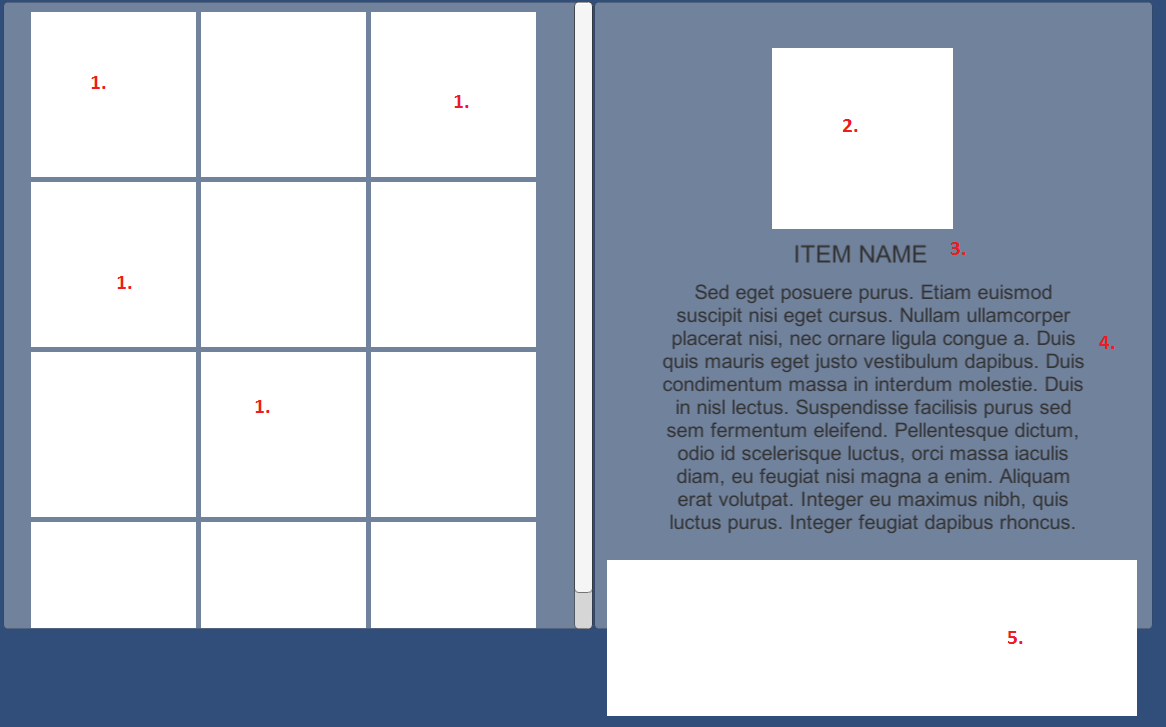 1.
1.
1.
1.
2.
ITEM NAME 3.
Sed eget posuere purus. Etiam euismod
suscipit nisi eget cursus. Nullam ullamcorper
placerat nisi, nec ornare ligula congue a. Duis 4.
quis mauris eget justo vestibulum dapibus. Duis
condimentum massa in interdum molestie. Duis
in nisl lectus. Suspendisse facilisis purus sed
sem fermentum eleifend. Pellentesque dictum,
odio id scelerisque luctus, orci massa iaculis
diam, eu feugiat nisi magna a enim. Aliquam
erat volutpat. Integer eu maximus nibh, quis
luctus purus. Integer feugiat dapibus rhoncus.
5.